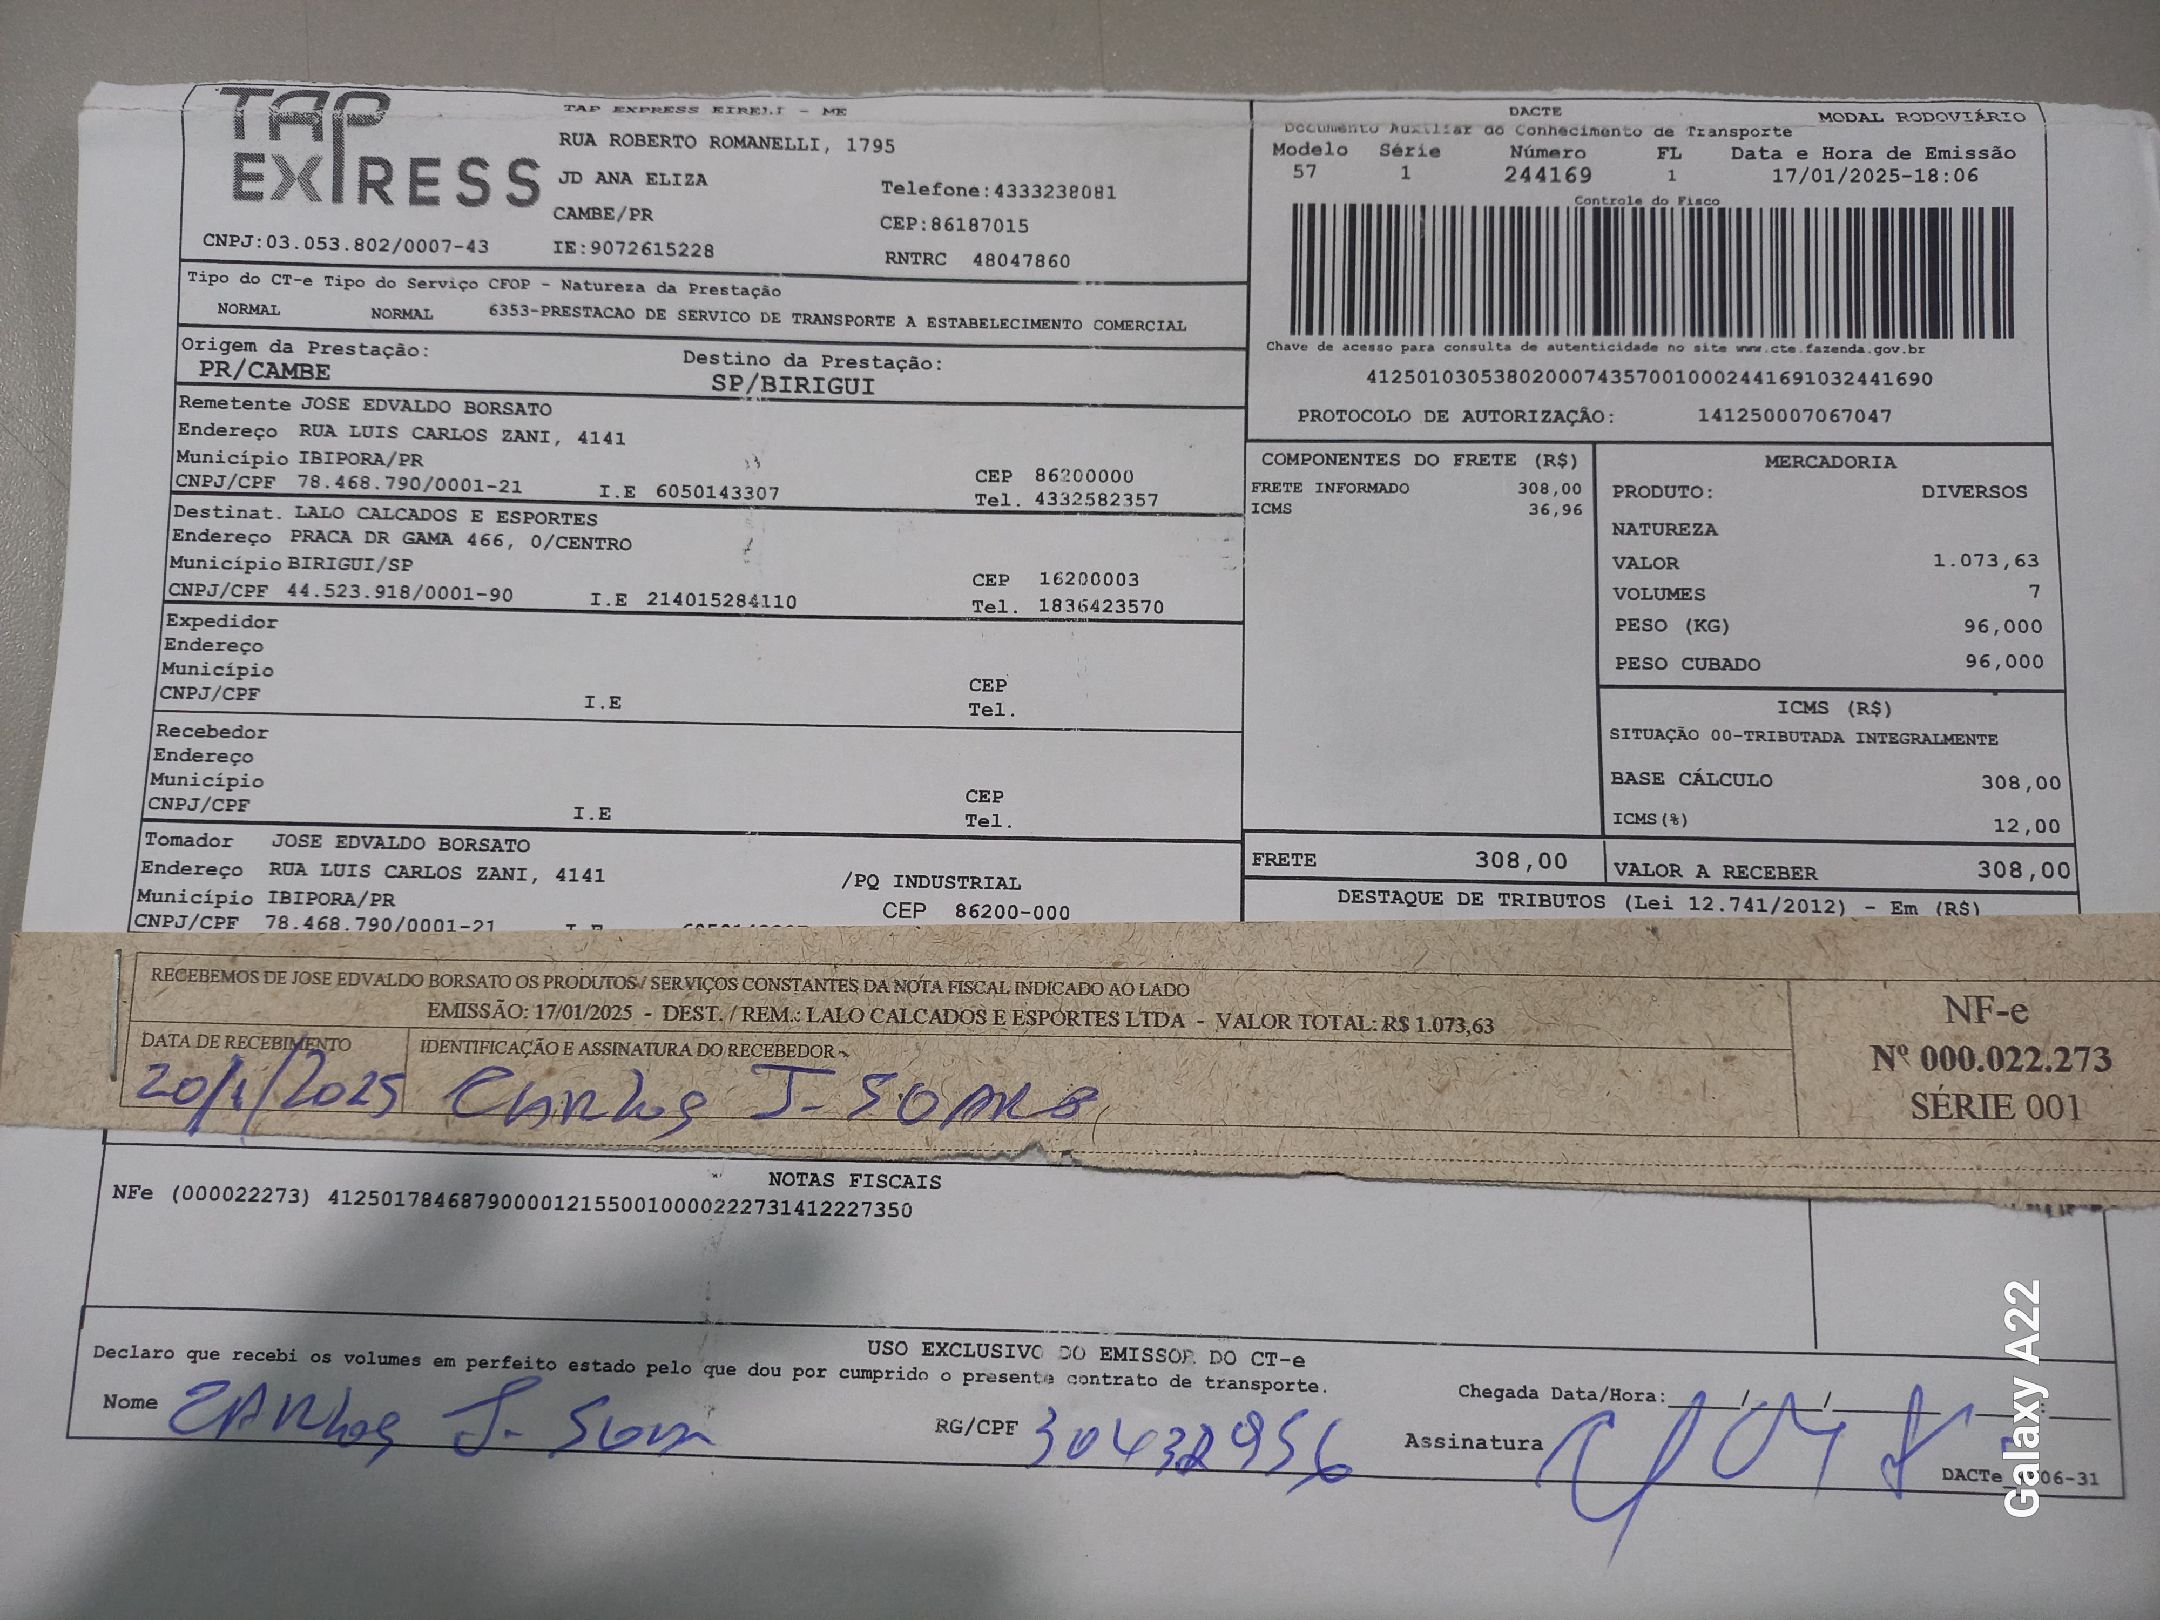 TAP EXPRESS
TAP EXPRESS EIRELI - ME
RUA ROBERTO ROMANELLI, 1795
JD ANA ELIZA
Telefone:4333238081
CAMBE/PR
CEP:86187015
CNPJ:03.053.802/0007-43 IE:9072615228 RNTRC 48047860
DACTE MODAL RODOVIÁRIO
Documento Auxiliar do Conhecimento de Transporte
Modelo Série Número FL Data e Hora de Emissão
57 1 244169 1 17/01/2025-18:06
Controle do Fisco
Chave de acesso para consulta de autenticidade no site www.cte.fazenda.gov.br
41250103053802000743570010002441691032441690
PROTOCOLO DE AUTORIZAÇÃO: 141250007067047
Tipo do CT-e Tipo do Serviço CFOP - Natureza da Prestação
NORMAL NORMAL 6353-PRESTACAO DE SERVICO DE TRANSPORTE A ESTABELECIMENTO COMERCIAL
Origem da Prestação: Destino da Prestação:
PR/CAMBE SP/BIRIGUI
Remetente JOSE EDVALDO BORSATO
Endereço RUA LUIS CARLOS ZANI, 4141
Município IBIPORA/PR CEP 86200000
CNPJ/CPF 78.468.790/0001-21 I.E 6050143307 Tel. 4332582357
Destinat. LALO CALCADOS E ESPORTES
Endereço PRACA DR GAMA 466, 0/CENTRO
Município BIRIGUI/SP CEP 16200003
CNPJ/CPF 44.523.918/0001-90 I.E 214015284110 Tel. 1836423570
Expedidor
Endereço
Município CEP
CNPJ/CPF I.E Tel.
Recebedor
Endereço
Município CEP
CNPJ/CPF I.E Tel.
Tomador JOSE EDVALDO BORSATO
Endereço RUA LUIS CARLOS ZANI, 4141 /PQ INDUSTRIAL
Município IBIPORA/PR CEP 86200-000
CNPJ/CPF 78.468.790/0001-21
COMPONENTES DO FRETE (R$)
FRETE INFORMADO 308,00
ICMS 36,96
MERCADORIA
PRODUTO: DIVERSOS
NATUREZA
VALOR 1.073,63
VOLUMES 7
PESO (KG) 96,000
PESO CUBADO 96,000
ICMS (R$)
SITUAÇÃO 00-TRIBUTADA INTEGRALMENTE
BASE CÁLCULO 308,00
ICMS(%) 12,00
FRETE 308,00 VALOR A RECEBER 308,00
DESTAQUE DE TRIBUTOS (Lei 12.741/2012) - Em (R$)
RECEBEMOS DE JOSE EDVALDO BORSATO OS PRODUTOS / SERVIÇOS CONSTANTES DA NOTA FISCAL INDICADO AO LADO
EMISSÃO: 17/01/2025 - DEST. / REM.: LALO CALCADOS E ESPORTES LTDA - VALOR TOTAL: R$ 1.073,63
DATA DE RECEBIMENTO IDENTIFICAÇÃO E ASSINATURA DO RECEBEDOR
20/1/2025 CARLOS J. SOARES
NF-e
Nº 000.022.273
SÉRIE 001
NOTAS FISCAIS
NFe (000022273) 41250178468790000121550010000222731412227350
USO EXCLUSIVO DO EMISSOR DO CT-e
Declaro que recebi os volumes em perfeito estado pelo que dou por cumprido o presente contrato de transporte.
Nome CARLOS J. RG/CPF 30432956 Assinatura
Chegada Data/Hora:____/____/____ ____:____
DACTe 06-31
Galaxy A22